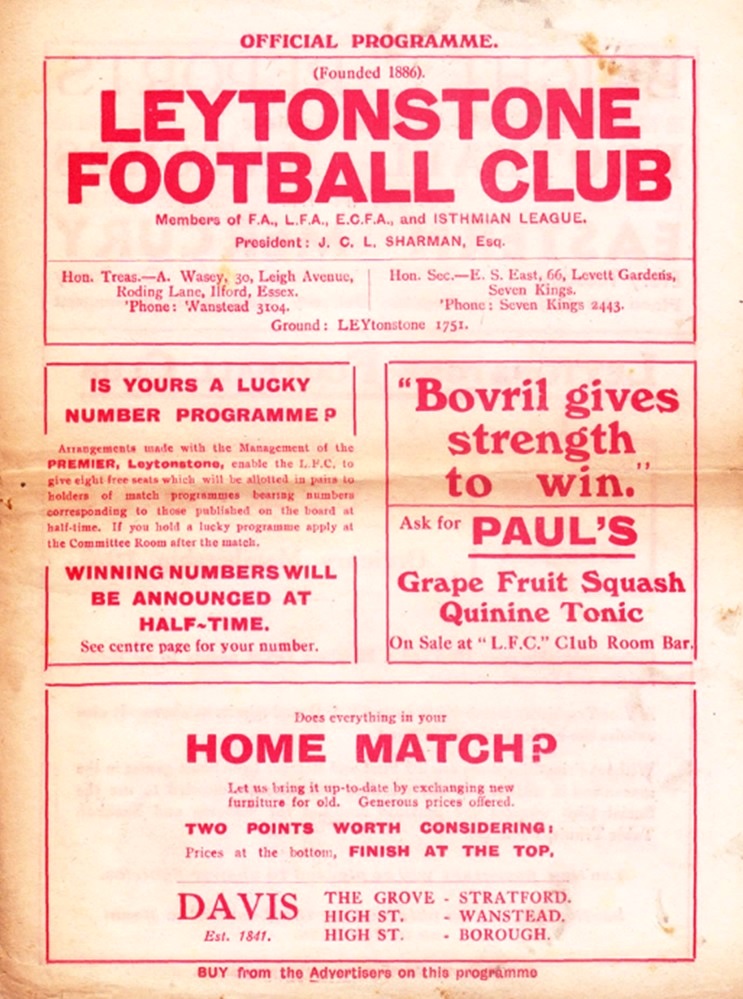 OFFICIAL PROGRAMME.
(Founded 1886).
LEYTONSTONE
FOOTBALL CLUB
Members of F.A., L.F.A., E.C.F.A., and ISTHMIAN LEAGUE.
President: J. C. L. SHARMAN, Esq.
Hon. Treas.—A. Wasey, 30, Leigh Avenue,
Roding Lane, Ilford, Essex.
'Phone: Wanstead 3104.
Hon. Sec.—E. S. East, 66, Levett Gardens,
Seven Kings.
'Phone: Seven Kings 2443.
Ground: LEYtonstone 1751.
IS YOURS A LUCKY
NUMBER PROGRAMME?
Arrangements made with the Management of the
PREMIER, Leytonstone, enable the L.F.C. to
give eight free seats which will be allotted in pairs to
holders of match programmes bearing numbers
corresponding to those published on the board at
half-time. If you hold a lucky programme apply at
the Committee Room after the match.
WINNING NUMBERS WILL
BE ANNOUNCED AT
HALF-TIME.
See centre page for your number.
"Bovril gives
strength
to win."
Ask for PAUL'S
Grape Fruit Squash
Quinine Tonic
On Sale at "L.F.C." Club Room Bar.
Does everything in your
HOME MATCH?
Let us bring it up-to-date by exchanging new
furniture for old. Generous prices offered.
TWO POINTS WORTH CONSIDERING:
Prices at the bottom, FINISH AT THE TOP.
DAVIS
Est. 1841.
THE GROVE - STRATFORD.
HIGH ST. - WANSTEAD.
HIGH ST. - BOROUGH.
BUY from the Advertisers on this programme